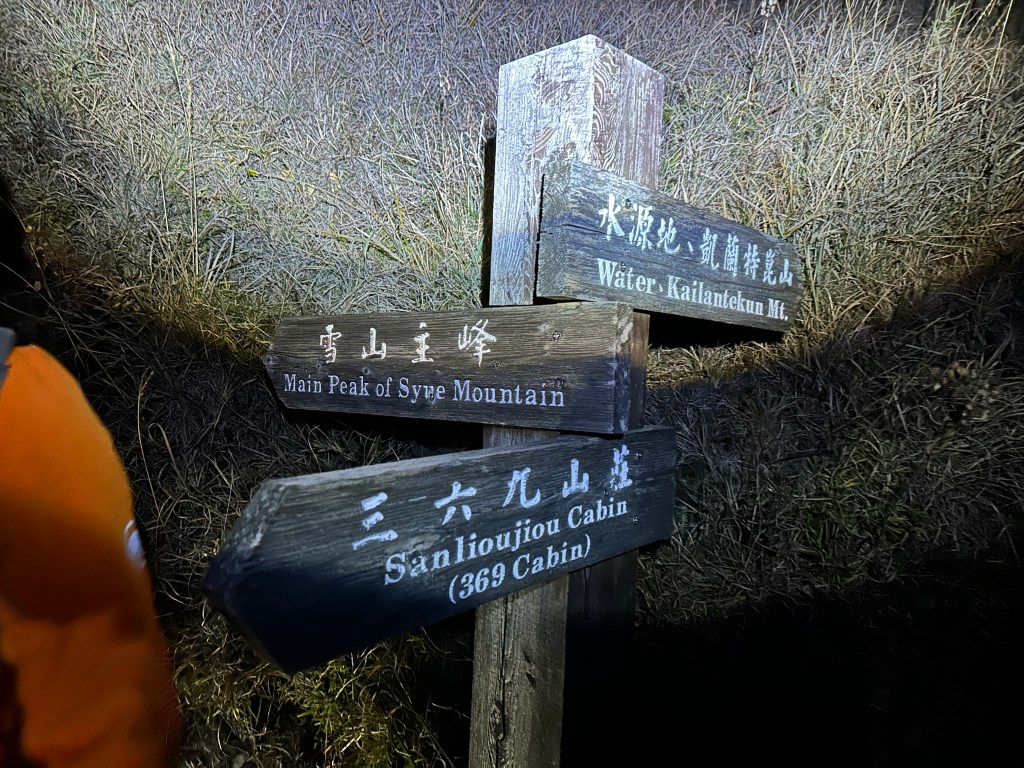 水源地、凱蘭特昆山
Water、Kailantekun Mt.
雪山主峰
Main Peak of Syue Mountain
三六九山莊
Sanlioujiou Cabin
(369 Cabin)